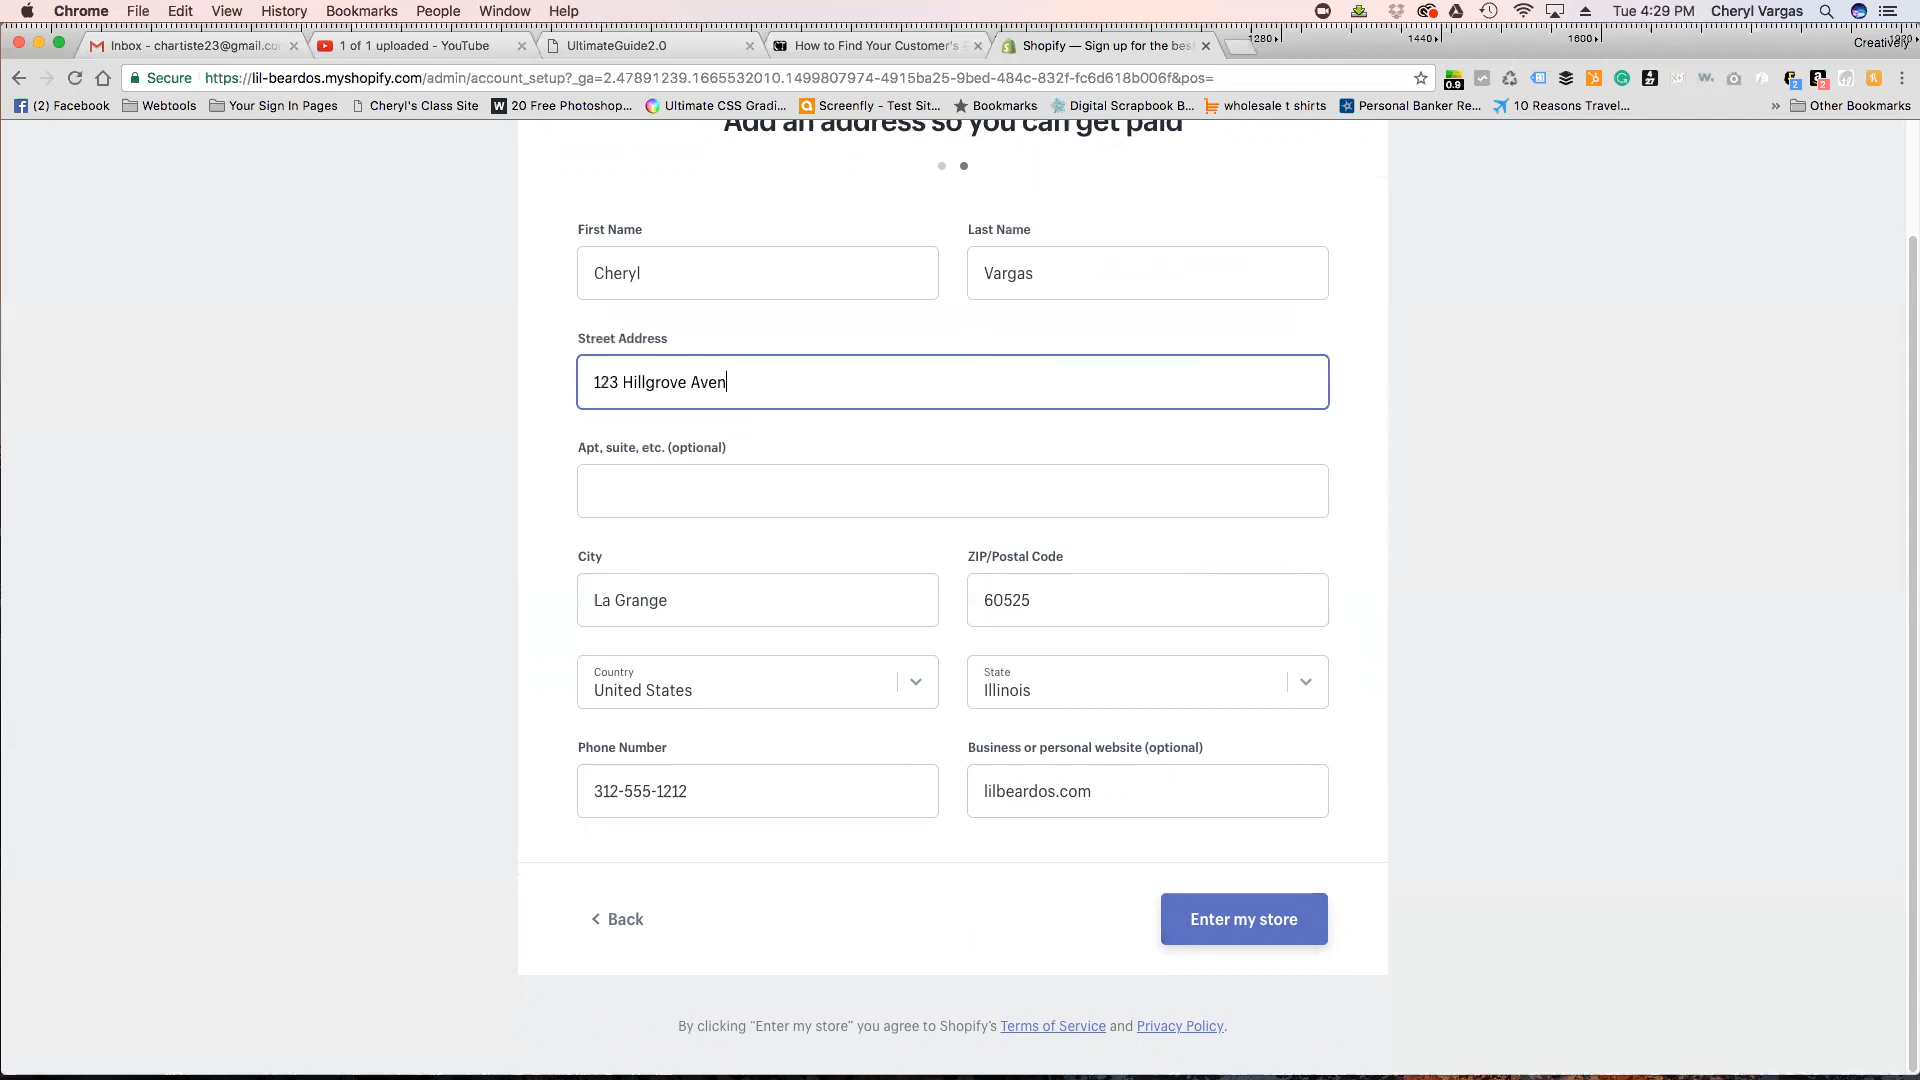 Chrome File Edit View History Bookmarks People Window Help Tue 4:29 PM Cheryl Vargas
Inbox - chartiste23@gmail.co 1 of 1 uploaded - YouTube UltimateGuide2.0 How to Find Your Customer's Shopify — Sign up for the bes 1280 1440 1600 Creatively
Secure https://lil-beardos.myshopify.com/admin/account_setup?_ga=2.47891239.1665532010.1499807974-4915ba25-9bed-484c-832f-fc6d618b006f&pos=
(2) Facebook Webtools Your Sign In Pages Cheryl's Class Site 20 Free Photoshop... Ultimate CSS Gradi... Screenfly - Test Sit... Bookmarks Digital Scrapbook B... wholesale t shirts Personal Banker Re... 10 Reasons Travel... » Other Bookmarks
Add an address so you can get paid
First Name Last Name
Cheryl Vargas
Street Address
123 Hillgrove Aven
Apt, suite, etc. (optional)
City ZIP/Postal Code
La Grange 60525
Country State
United States Illinois
Phone Number Business or personal website (optional)
312-555-1212 lilbeardos.com
Back Enter my store
By clicking "Enter my store" you agree to Shopify's Terms of Service and Privacy Policy.